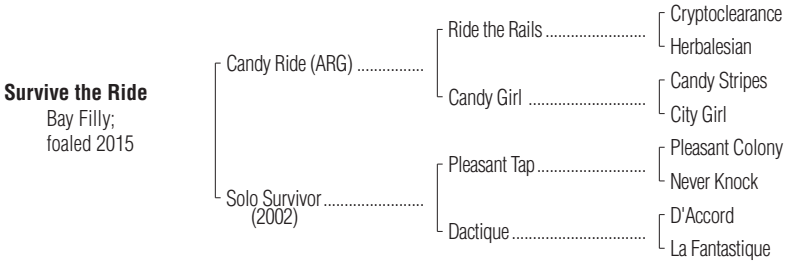 Cryptoclearance
Ride the Rails ..........................
Herbalesian
Candy Ride (ARG) .................
Candy Stripes
Survive the Ride
Candy Girl ..............................
Bay Filly;
City Girl
foaled 2015
Pleasant Colony
Pleasant Tap ............................
Never Knock
Solo Survivor ..........................
(2002)
D'Accord
Dactique ...................................
La Fantastique